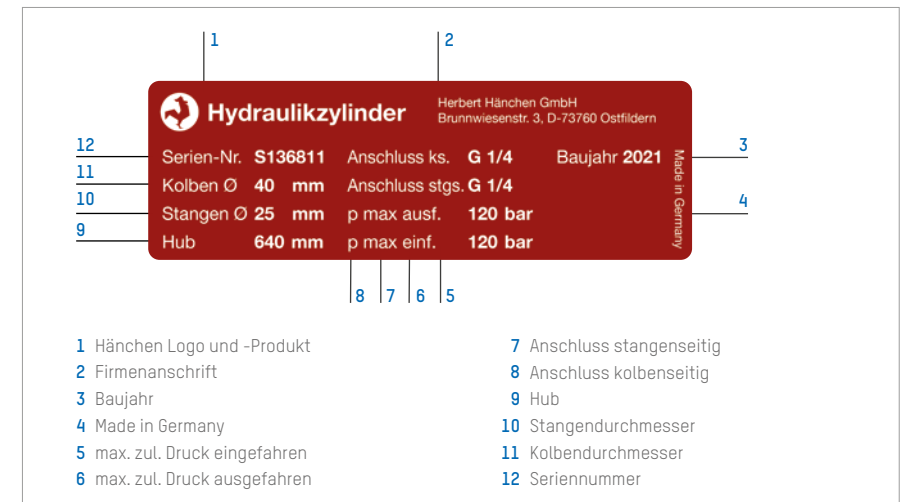 1
2
Hydraulikzylinder
Herbert Hänchen GmbH
Brunnwiesenstr. 3, D-73760 Ostfildern
12
Serien-Nr. S136811 Anschluss ks. G 1/4 Baujahr 2021
3
11
Kolben Ø 40 mm Anschluss stgs. G 1/4
10
Stangen Ø 25 mm p max ausf. 120 bar
4
9
Hub 640 mm p max einf. 120 bar
Made in Germany
8 7 6 5
1 Hänchen Logo und -Produkt
2 Firmenanschrift
3 Baujahr
4 Made in Germany
5 max. zul. Druck eingefahren
6 max. zul. Druck ausgefahren
7 Anschluss stangenseitig
8 Anschluss kolbenseitig
9 Hub
10 Stangendurchmesser
11 Kolbendurchmesser
12 Seriennummer